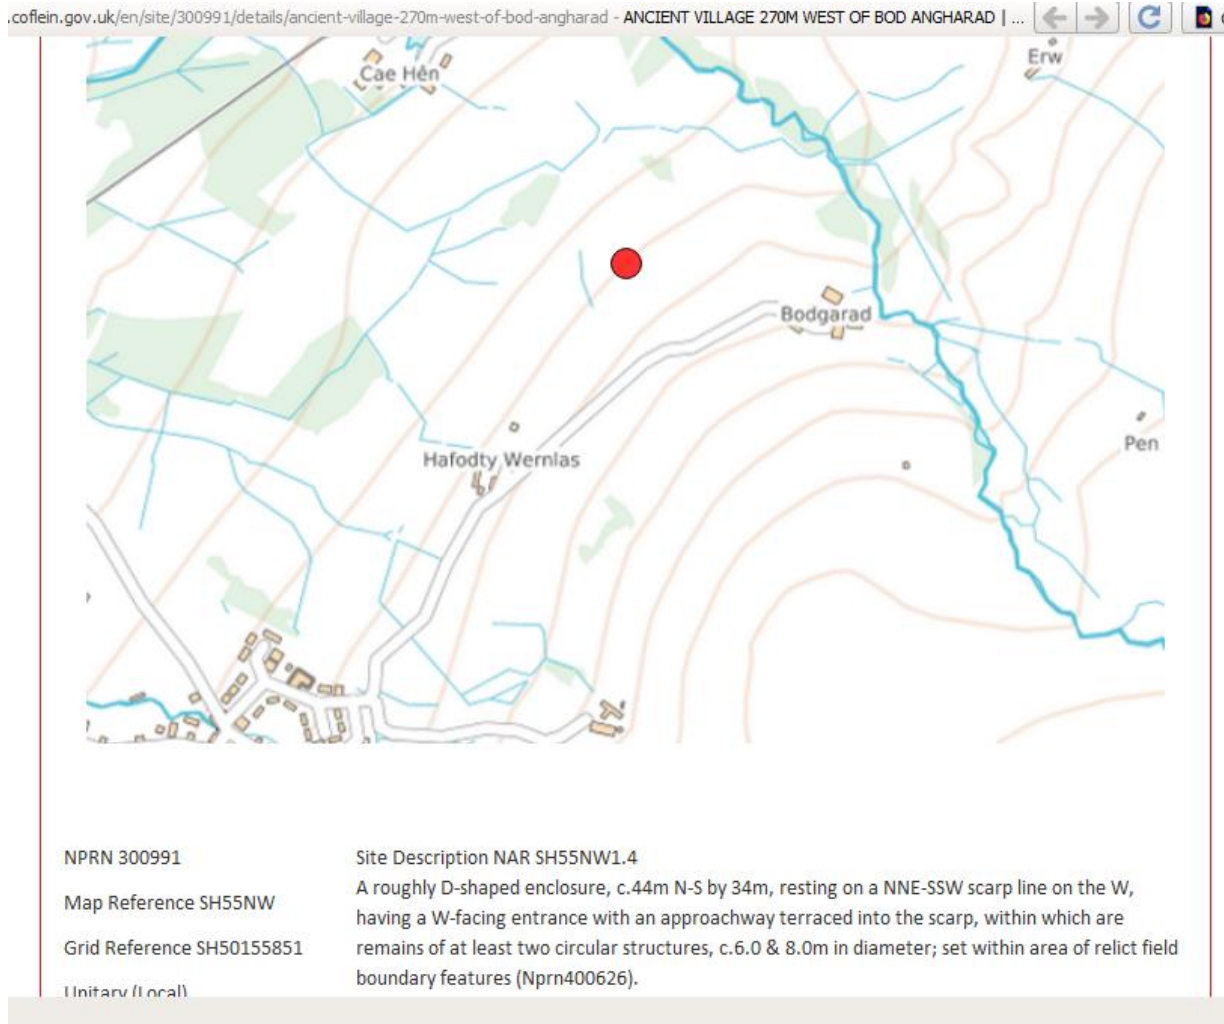 .coflein.gov.uk/en/site/300991/details/ancient-village-270m-west-of-bod-angharad - ANCIENT VILLAGE 270M WEST OF BOD ANGHARAD | ...
Cae Hên
Erw
Bodgarad
Hafodty Wernlas
Pen
NPRN 300991
Map Reference SH55NW
Grid Reference SH50155851
Unitary (Local)
Site Description NAR SH55NW1.4
A roughly D-shaped enclosure, c.44m N-S by 34m, resting on a NNE-SSW scarp line on the W,
having a W-facing entrance with an approachway terraced into the scarp, within which are
remains of at least two circular structures, c.6.0 & 8.0m in diameter; set within area of relict field
boundary features (Nprn400626).